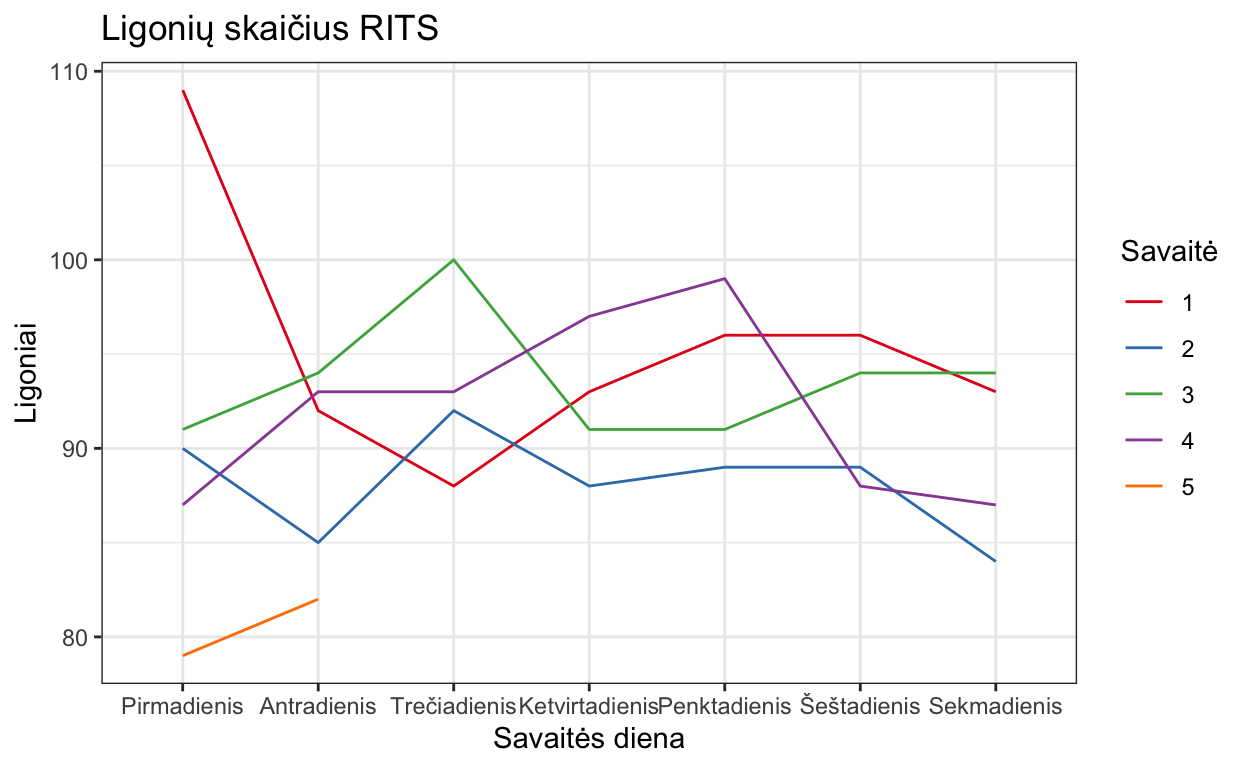 Ligonių skaičius RITS
110
100
90
80
Ligoniai
Pirmadienis Antradienis Trečiadienis Ketvirtadienis Penktadienis Šeštadienis Sekmadienis
Savaitės diena
Savaitė
1
2
3
4
5